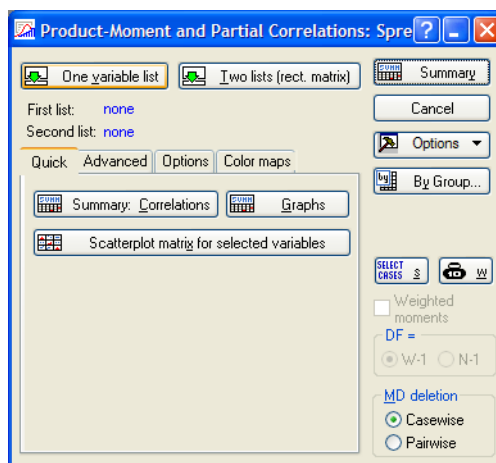 Product-Moment and Partial Correlations: Spre
One variable list
Two lists (rect. matrix)
Summary
First list: none
Second list: none
Cancel
Options
By Group...
Quick
Advanced
Options
Color maps
SUMM
Summary: Correlations
SUMM
Graphs
Scatterplot matrix for selected variables
SELECT CASES S
W
Weighted
moments
DF =
W-1
N-1
MD deletion
Casewise
Pairwise